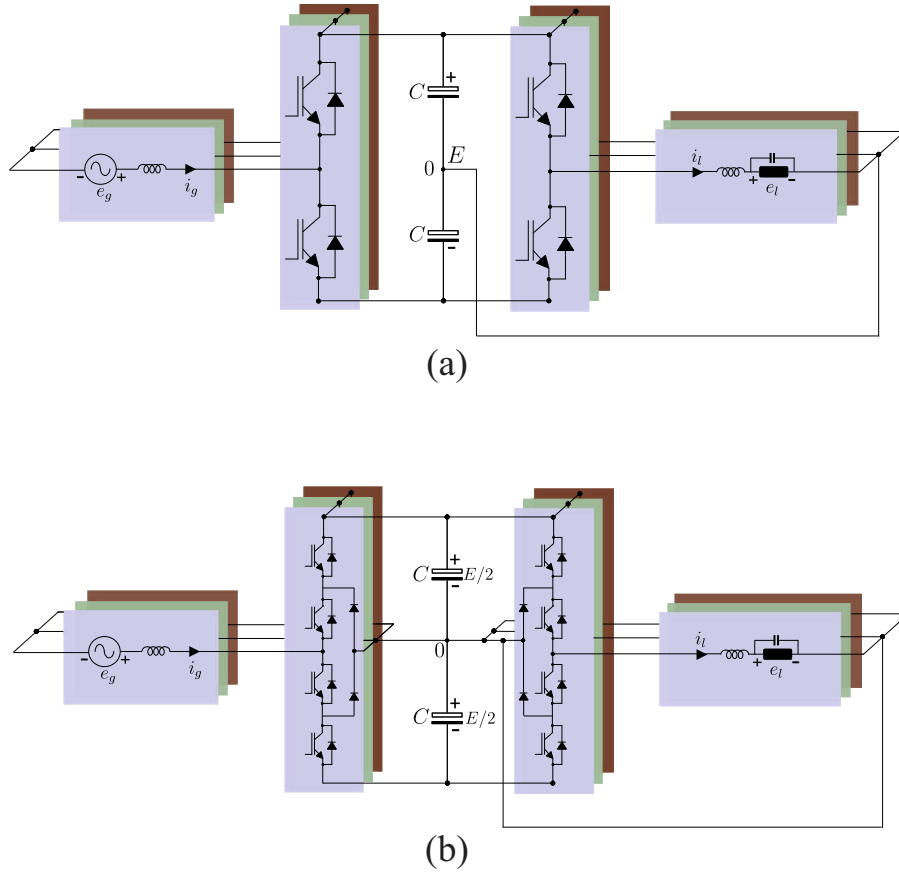 C +
E
0
- e_g +
i_g
i_l
+ e_l -
C -
(a)
+
C E/2
-
0
- e_g +
i_g
i_l
+ e_l -
+
C E/2
-
(b)